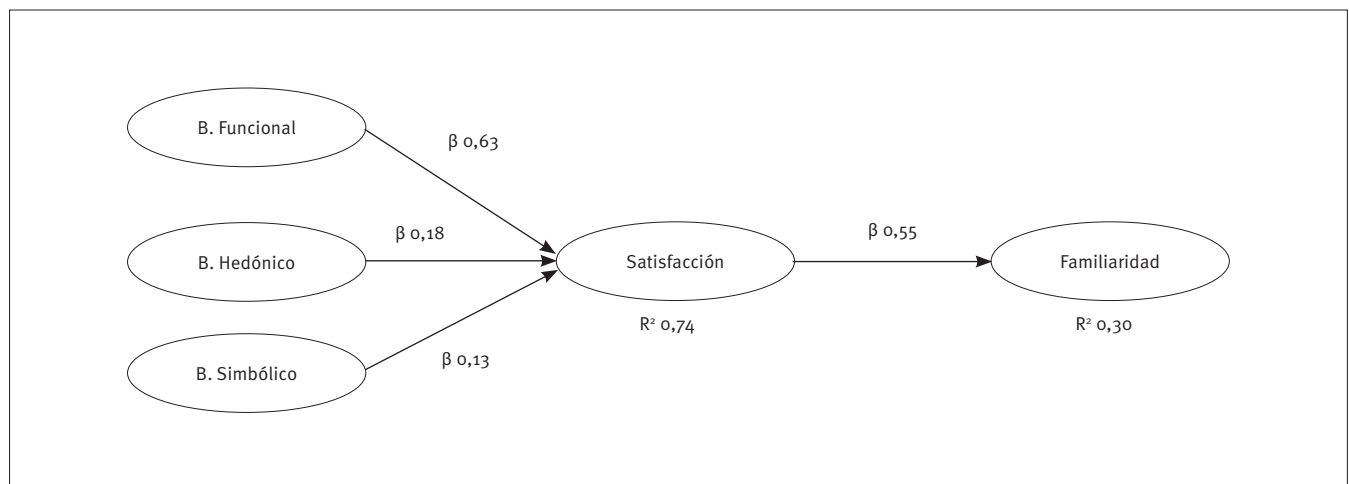 B. Funcional
β 0,63
B. Hedónico
β 0,18
Satisfacción
R² 0,74
β 0,55
Familiaridad
R² 0,30
B. Simbólico
β 0,13